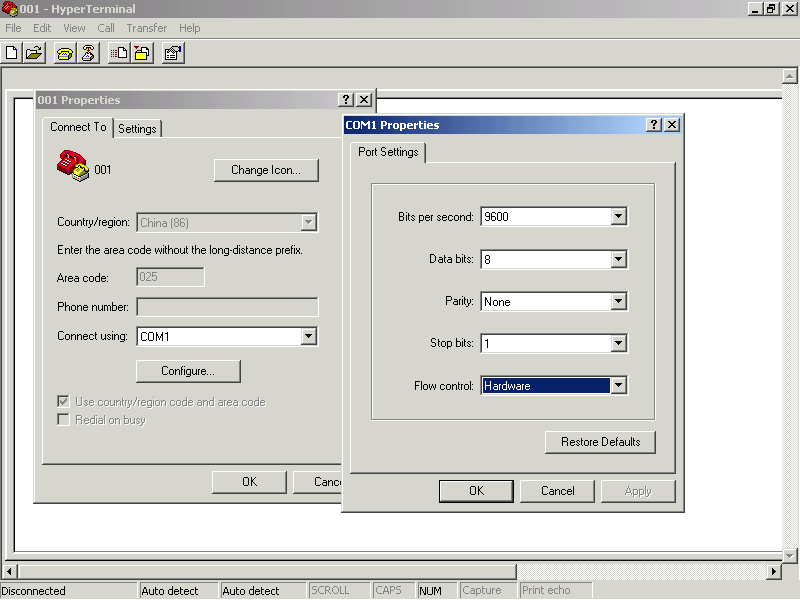 001 - HyperTerminal
File Edit View Call Transfer Help
001 Properties
Connect To Settings
001
Change Icon...
Country/region: China (86)
Enter the area code without the long-distance prefix.
Area code: 025
Phone number:
Connect using: COM1
Configure...
Use country/region code and area code
Redial on busy
OK Canc
COM1 Properties
Port Settings
Bits per second: 9600
Data bits: 8
Parity: None
Stop bits: 1
Flow control: Hardware
Restore Defaults
OK Cancel Apply
Disconnected Auto detect Auto detect SCROLL CAPS NUM Capture Print echo